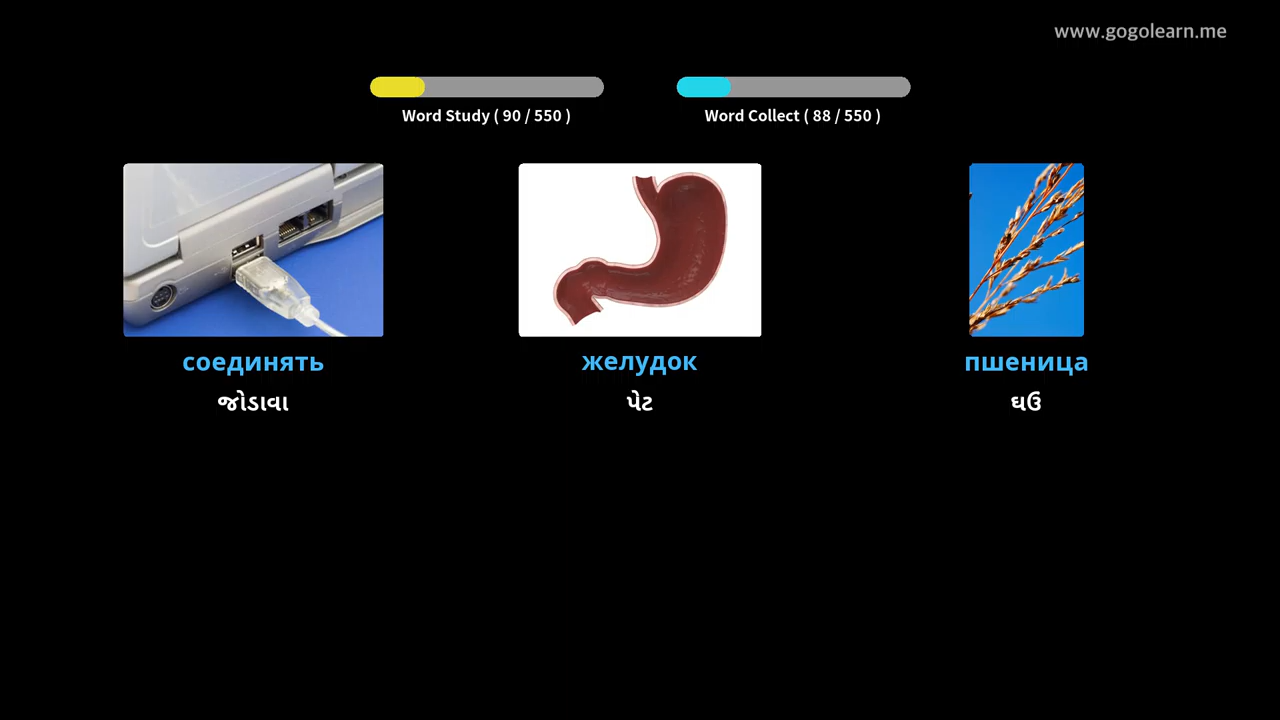 www.gogolearn.me
Word Study ( 90 / 550 )
Word Collect ( 88 / 550 )
соединять
જોડાવા
желудок
પેટ
пшеница
ઘઉં